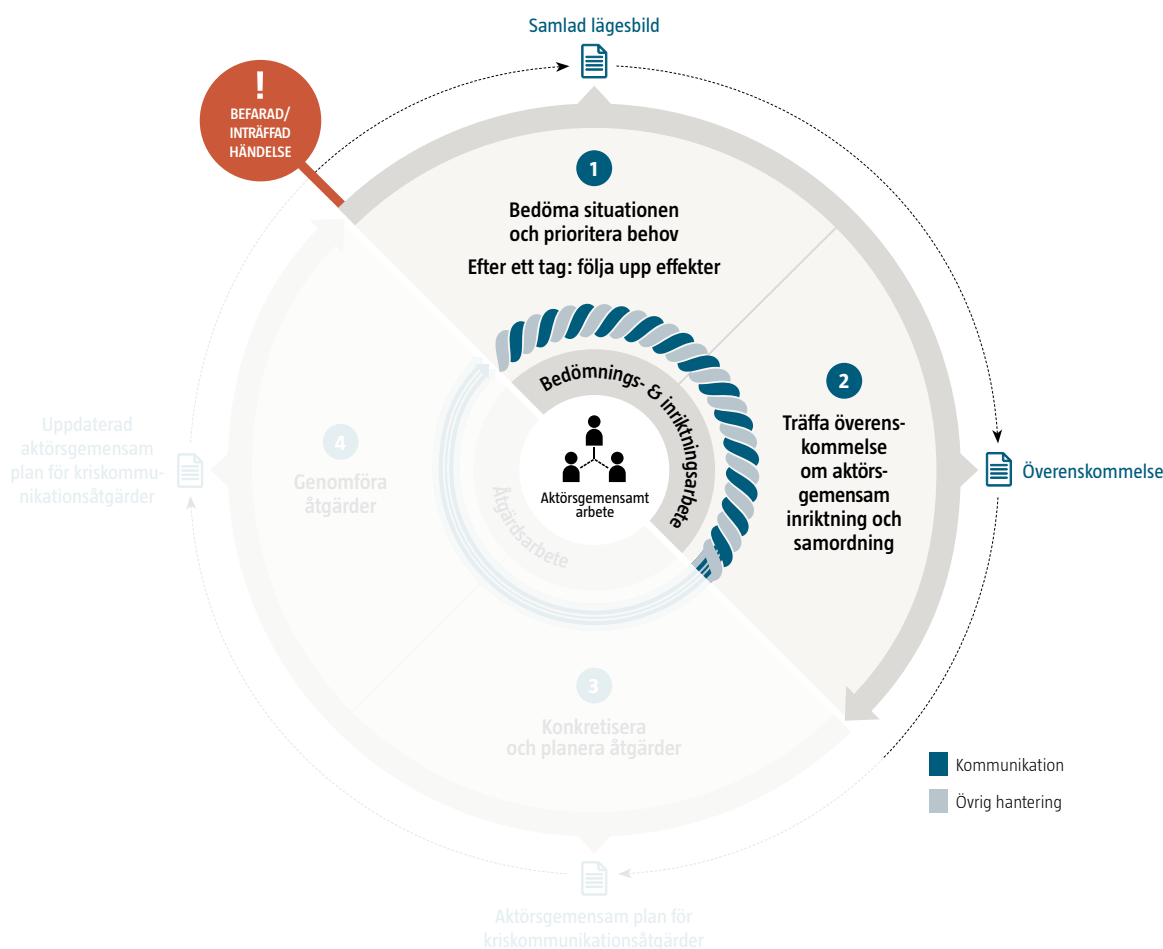 Samlad lägesbild
!
BEFARAD/
INTRÄFFAD
HÄNDELSE
1
Bedöma situationen
och prioritera behov
Efter ett tag: följa upp effekter
2
Träffa överens-
kommelse
om aktörs-
gemensam
inriktning och
samordning
Överenskommelse
Bedömnings- & inriktningsarbete
Aktörsgemensamt
arbete
Åtgärdsarbete
Uppdaterad
aktörsgemensam
plan för kriskommu-
nikationsåtgärder
4
Genomföra
åtgärder
3
Konkretisera
och planera åtgärder
Kommunikation
Övrig hantering
Aktörsgemensam plan för
kriskommunikationsåtgärder